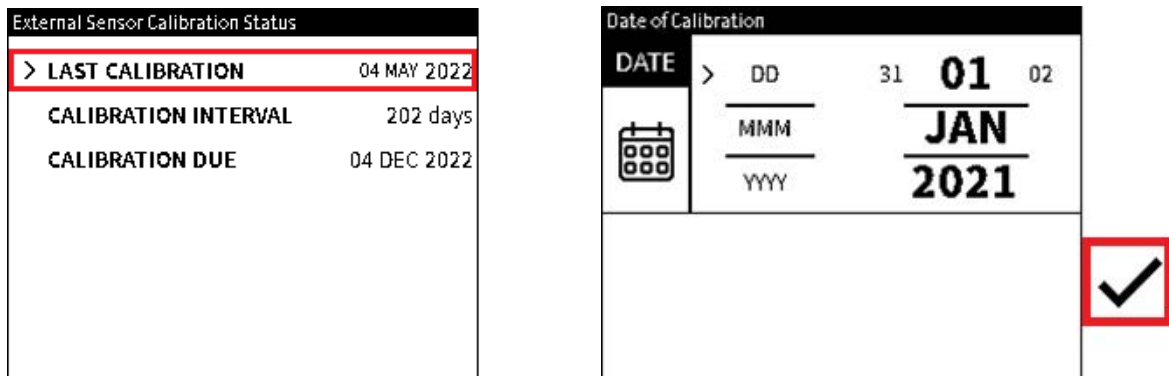 External Sensor Calibration Status
> LAST CALIBRATION 04 MAY 2022
CALIBRATION INTERVAL 202 days
CALIBRATION DUE 04 DEC 2022
Date of Calibration
DATE
> DD 31 01 02
MMM JAN
YYYY 2021